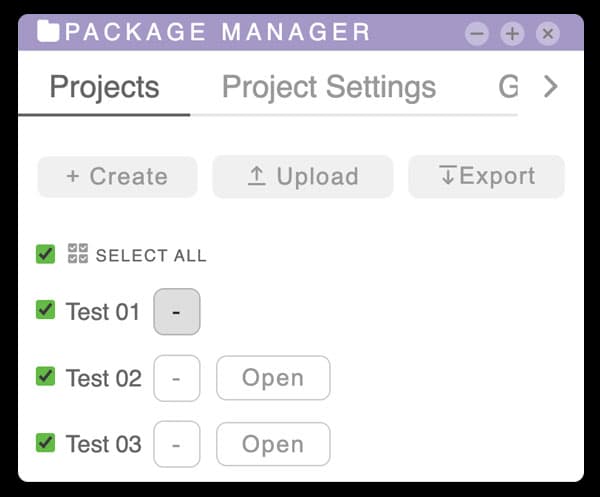 PACKAGE MANAGER
Projects Project Settings G
+ Create Upload Export
SELECT ALL
Test 01 -
Test 02 - Open
Test 03 - Open